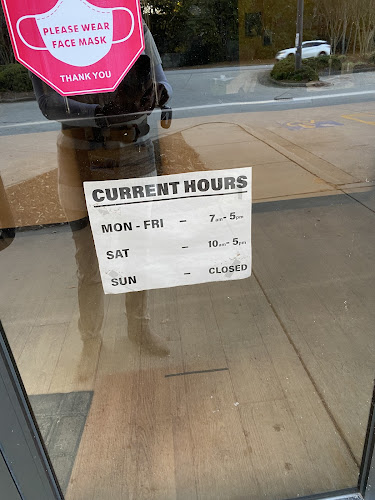 PLEASE WEAR
FACE MASK
THANK YOU
CURRENT HOURS
MON - FRI - 7am - 5pm
SAT - 10am - 5pm
SUN - CLOSED